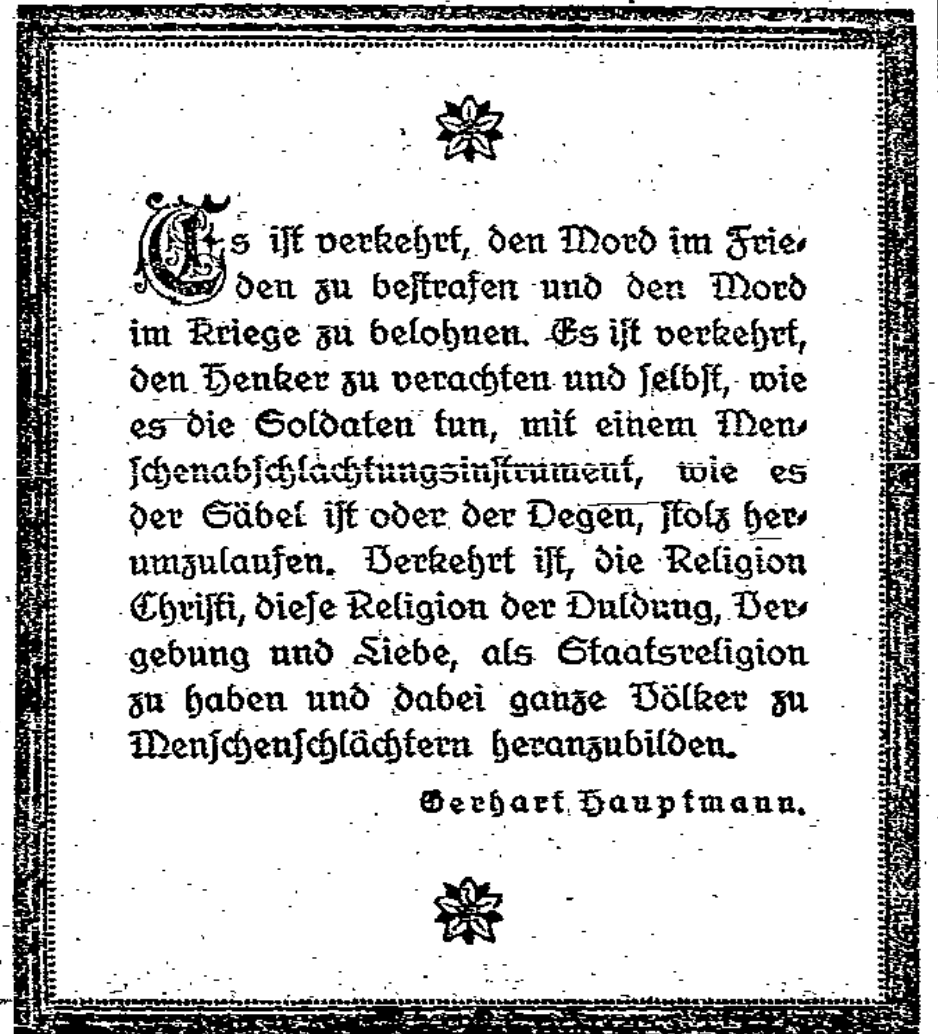 Es ist verkehrt, den Mord im Frie-
den zu bestrafen und den Mord
im Kriege zu belohnen. Es ist verkehrt,
den Henker zu verachten und selbst, wie
es die Soldaten tun, mit einem Men-
schenabschlachtungsinstrument, wie es
der Säbel ist oder der Degen, stolz her-
umzulaufen. Verkehrt ist, die Religion
Christi, diese Religion der Duldung, Ver-
gebung und Liebe, als Staatsreligion
zu haben und dabei ganze Völker zu
Menschenschlächtern heranzubilden.
Gerhart Hauptmann.